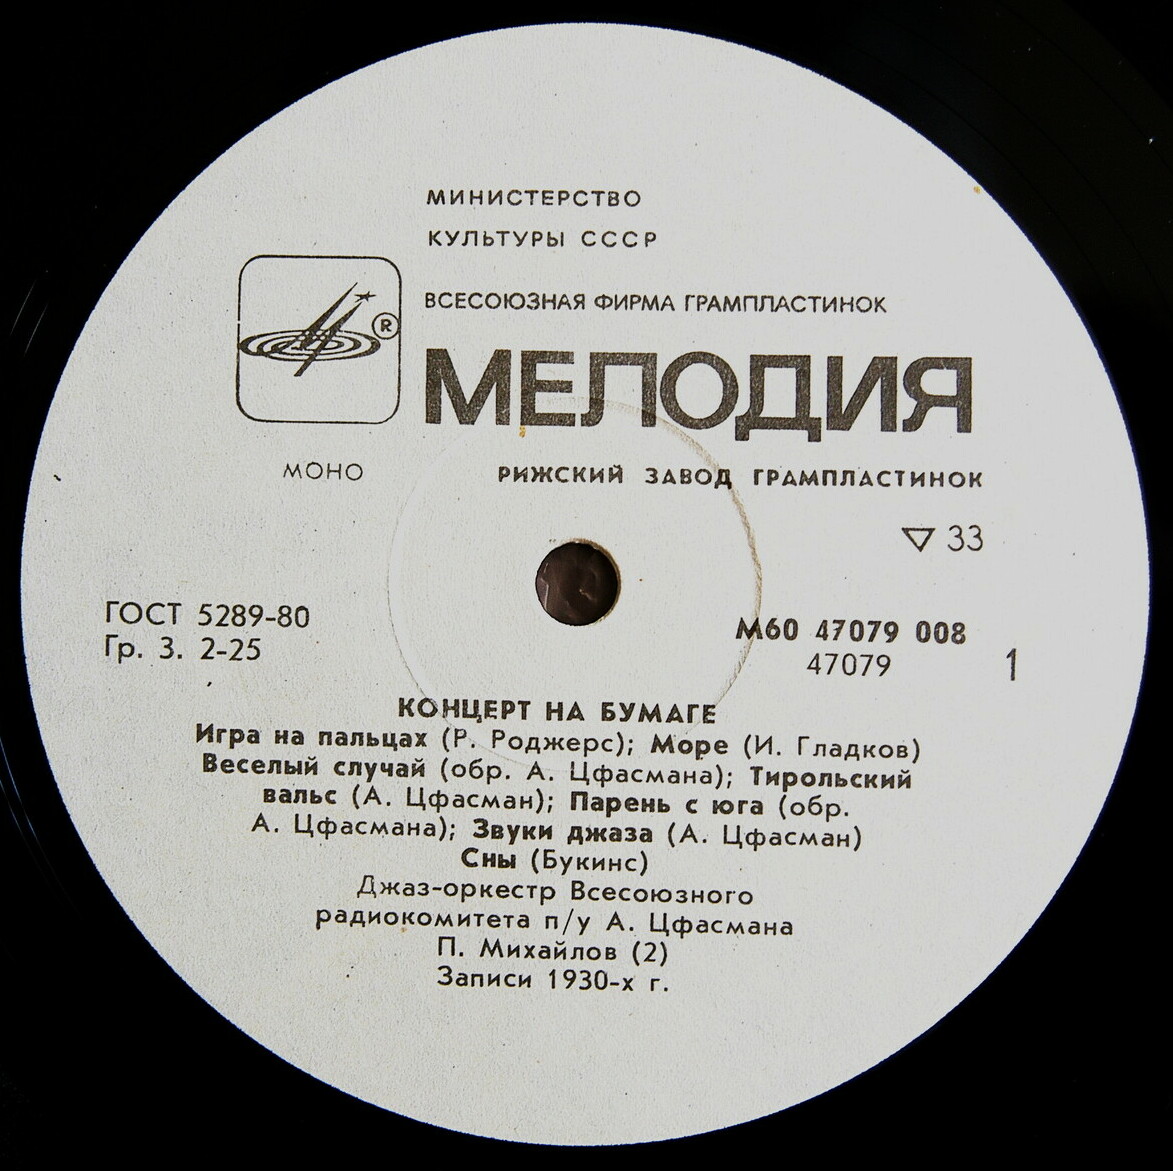 МИНИСТЕРСТВО
КУЛЬТУРЫ СССР
ВСЕСОЮЗНАЯ ФИРМА ГРАМПЛАСТИНОК
®
МЕЛОДИЯ
МОНО
РИЖСКИЙ ЗАВОД ГРАМПЛАСТИНОК
▽ 33
ГОСТ 5289-80
Гр. 3. 2-25
М60 47079 008
47079
1
КОНЦЕРТ НА БУМАГЕ
Игра на пальцах (Р. Роджерс); Море (И. Гладков)
Веселый случай (обр. А. Цфасмана); Тирольский
вальс (А. Цфасман); Парень с юга (обр.
А. Цфасмана); Звуки джаза (А. Цфасман)
Сны (Букинс)
Джаз-оркестр Всесоюзного
радиокомитета п/у А. Цфасмана
П. Михайлов (2)
Записи 1930-х г.